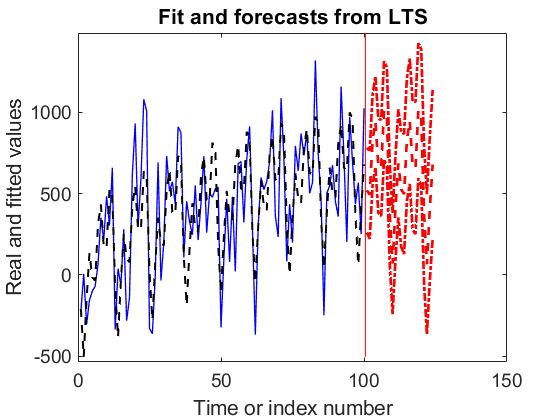 Fit and forecasts from LTS
Real and fitted values
1000
500
0
-500
0
50
100
150
Time or index number